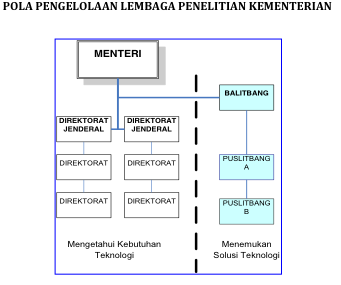 POLA PENGELOLAAN LEMBAGA PENELITIAN KEMENTERIAN
MENTERI
BALITBANG
DIREKTORAT
JENDERAL
DIREKTORAT
JENDERAL
DIREKTORAT
DIREKTORAT
PUSLITBANG
A
DIREKTORAT
DIREKTORAT
PUSLITBANG
B
Mengetahui Kebutuhan
Teknologi
Menemukan
Solusi Teknologi